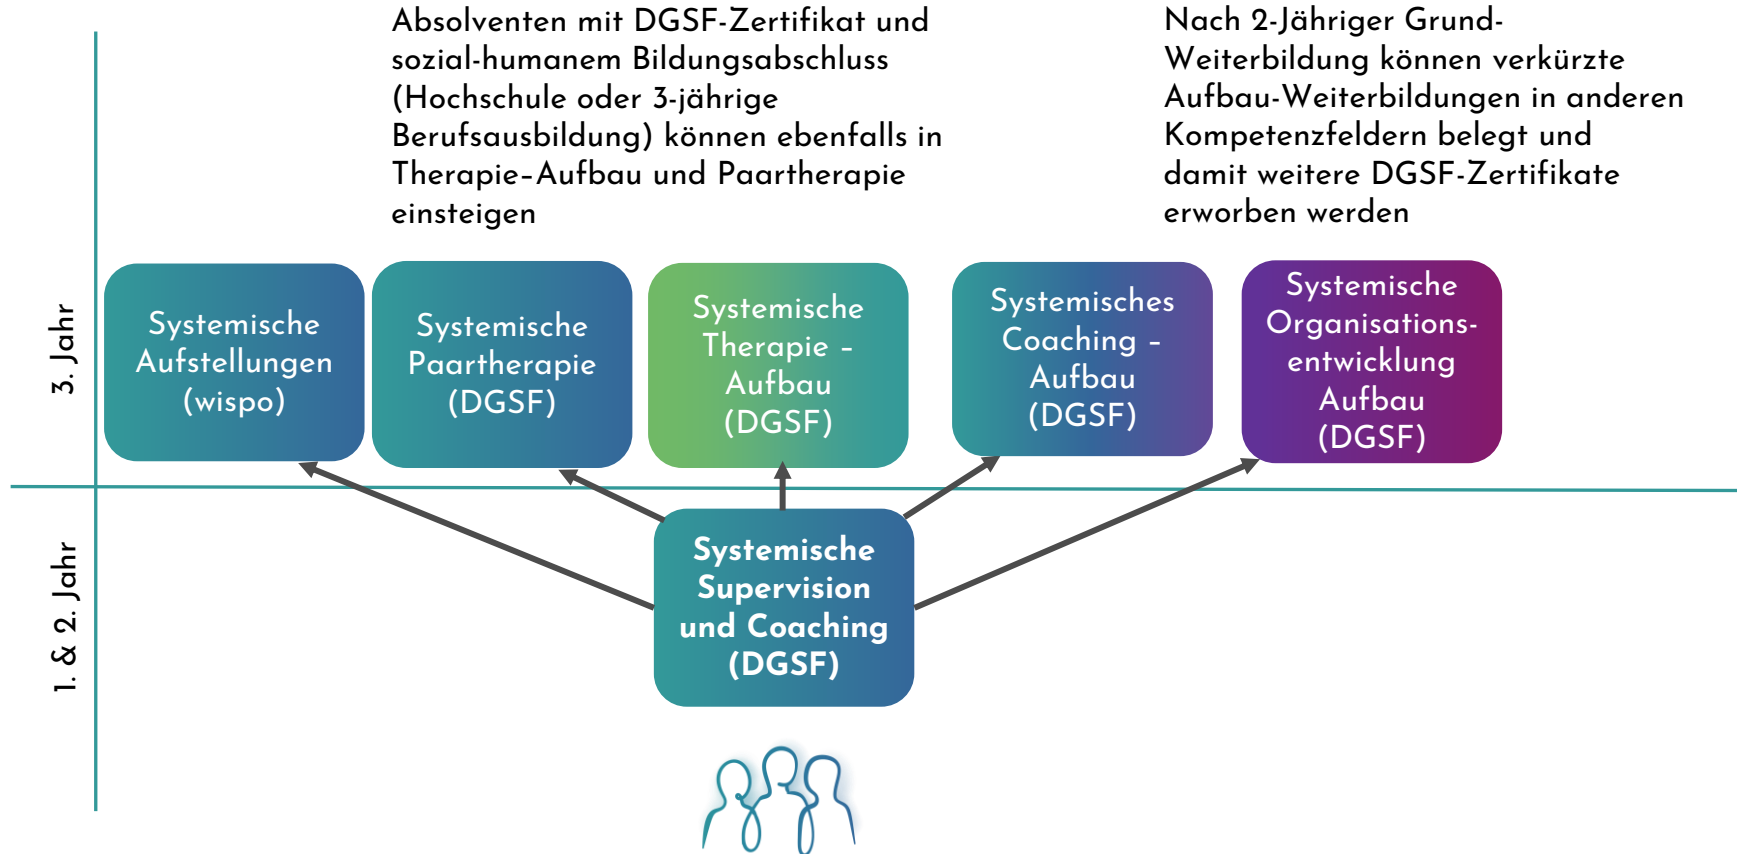 Absolventen mit DGSF-Zertifikat und
sozial-humanem Bildungsabschluss
(Hochschule oder 3-jährige
Berufsausbildung) können ebenfalls in
Therapie–Aufbau und Paartherapie
einsteigen
Nach 2-Jähriger Grund-
Weiterbildung können verkürzte
Aufbau-Weiterbildungen in anderen
Kompetenzfeldern belegt und
damit weitere DGSF-Zertifikate
erworben werden
3. Jahr
Systemische
Aufstellungen
(wispo)
Systemische
Paartherapie
(DGSF)
Systemische
Therapie –
Aufbau
(DGSF)
Systemisches
Coaching –
Aufbau
(DGSF)
Systemische
Organisations-
entwicklung
Aufbau
(DGSF)
1. & 2. Jahr
Systemische
Supervision
und Coaching
(DGSF)